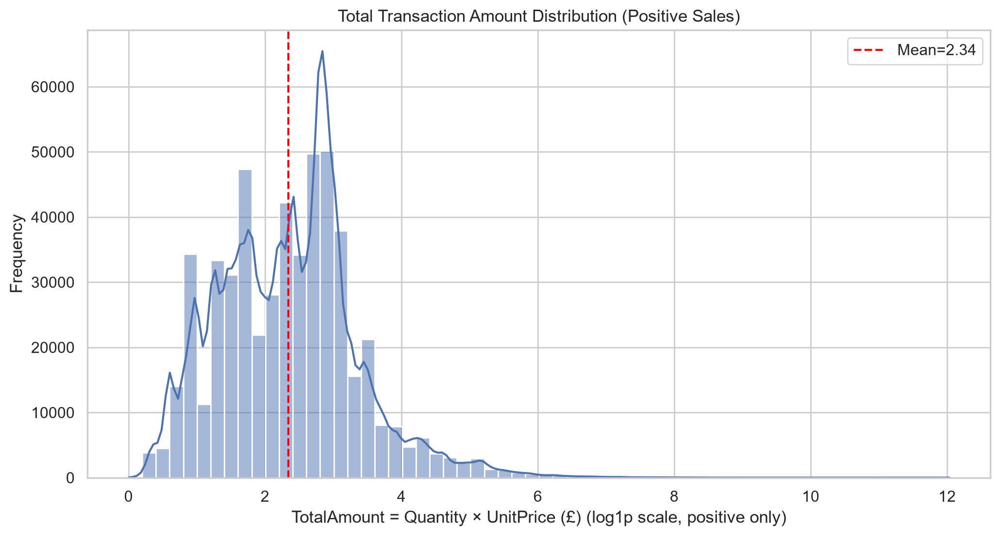 Total Transaction Amount Distribution (Positive Sales)
Mean=2.34
Frequency
60000
50000
40000
30000
20000
10000
0
0 2 4 6 8 10 12
TotalAmount = Quantity × UnitPrice (£) (log1p scale, positive only)